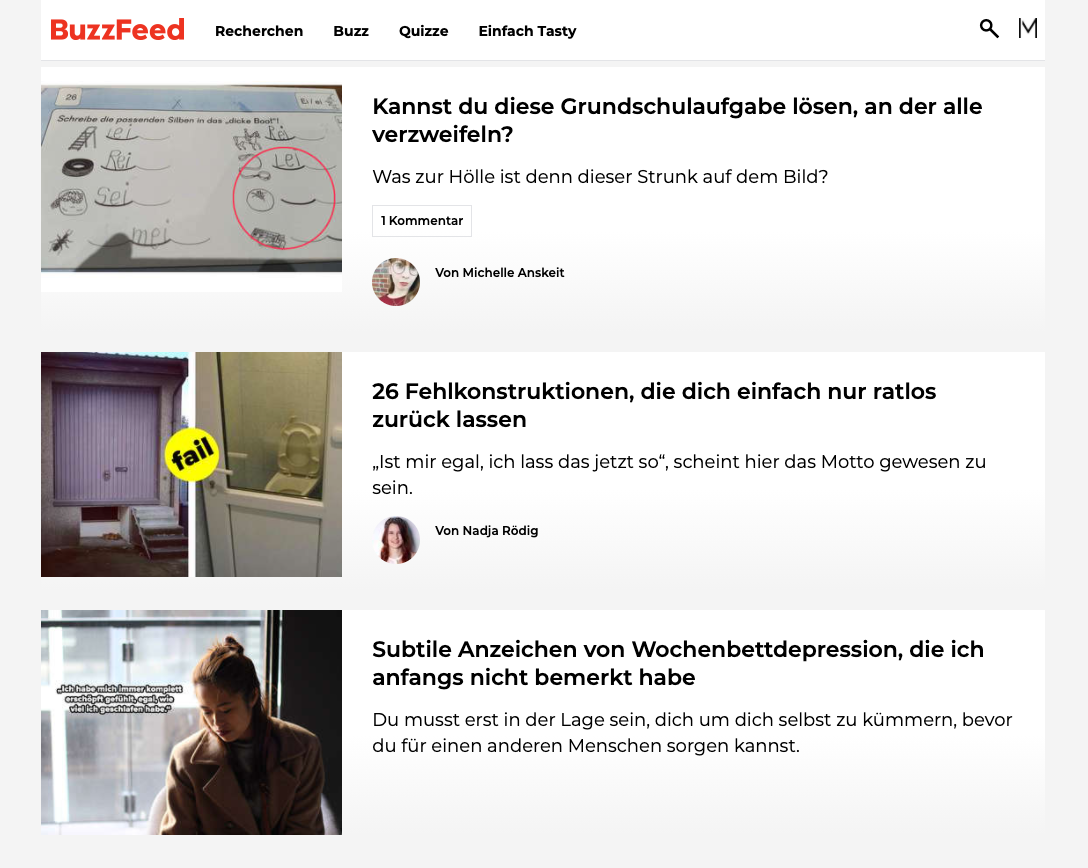 BuzzFeed Recherchen Buzz Quizze Einfach Tasty
26
Ei / ei
Schreibe die passenden Silben in das „dicke Boot“!
Lei
Rei
Rei
Lei
Sei
mei
Kannst du diese Grundschulaufgabe lösen, an der alle
verzweifeln?
Was zur Hölle ist denn dieser Strunk auf dem Bild?
1 Kommentar
Von Michelle Anskeit
fail
26 Fehlkonstruktionen, die dich einfach nur ratlos
zurück lassen
„Ist mir egal, ich lass das jetzt so“, scheint hier das Motto gewesen zu
sein.
Von Nadja Rödig
„Ich habe mich immer komplett
erschöpft gefühlt, egal, wie
viel ich geschlafen habe.“
Subtile Anzeichen von Wochenbettdepression, die ich
anfangs nicht bemerkt habe
Du musst erst in der Lage sein, dich um dich selbst zu kümmern, bevor
du für einen anderen Menschen sorgen kannst.